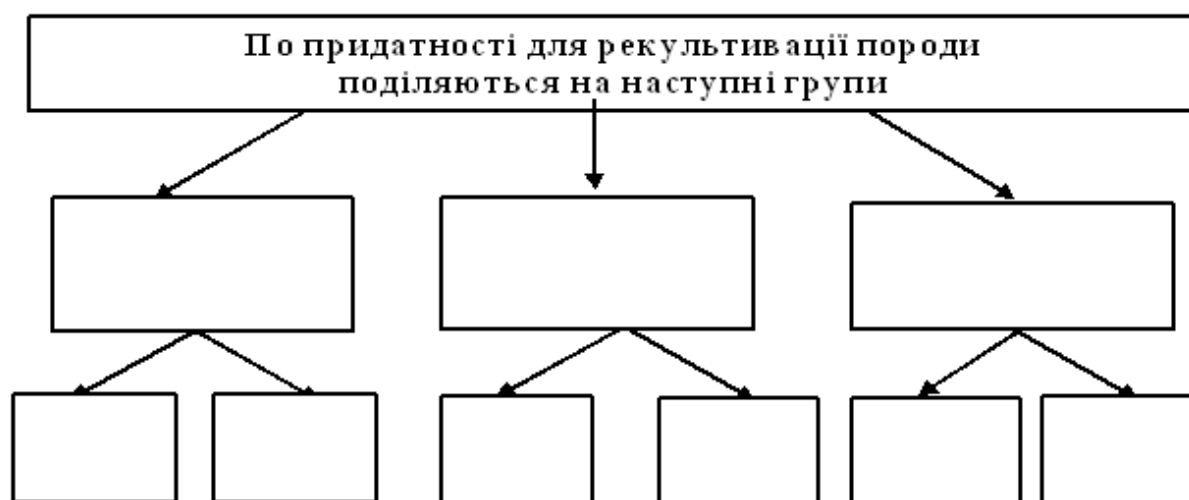 По придатності для рекультивації породи
поділяються на наступні групи